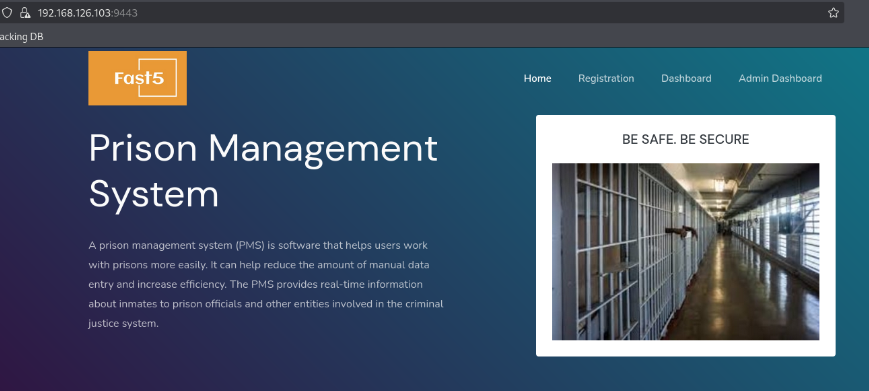 192.168.126.103:9443
acking DB
Fast5
Home Registration Dashboard Admin Dashboard
Prison Management
System
BE SAFE. BE SECURE
A prison management system (PMS) is software that helps users work
with prisons more easily. It can help reduce the amount of manual data
entry and increase efficiency. The PMS provides real-time information
about inmates to prison officials and other entities involved in the criminal
justice system.